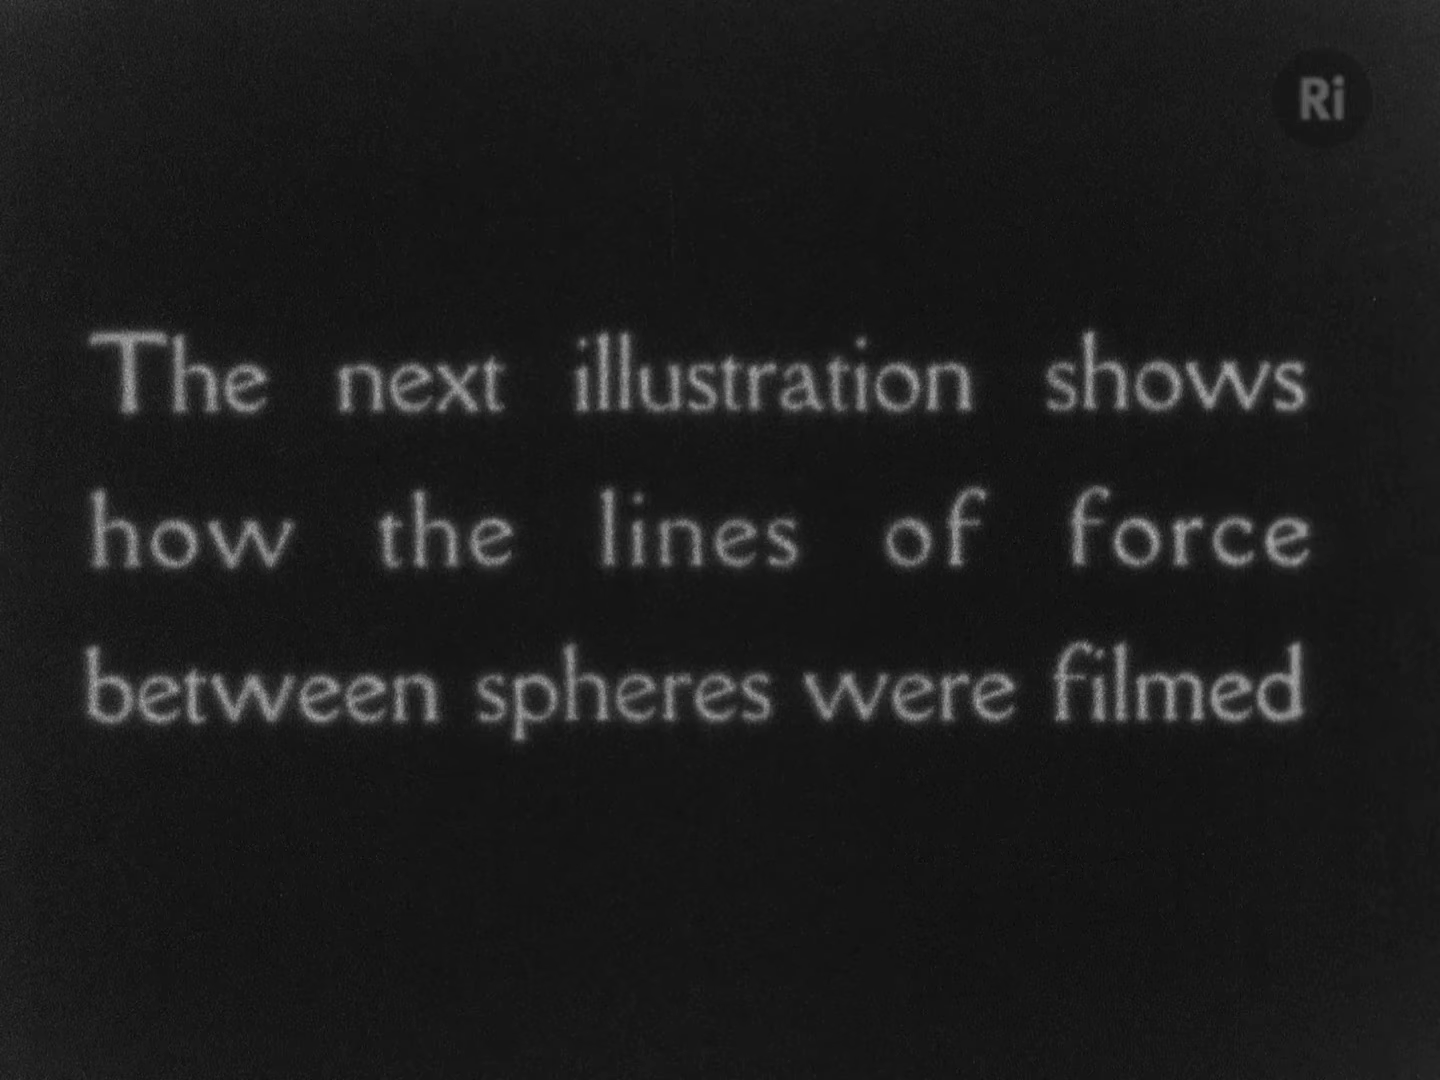 Ri
The next illustration shows
how the lines of force
between spheres were filmed